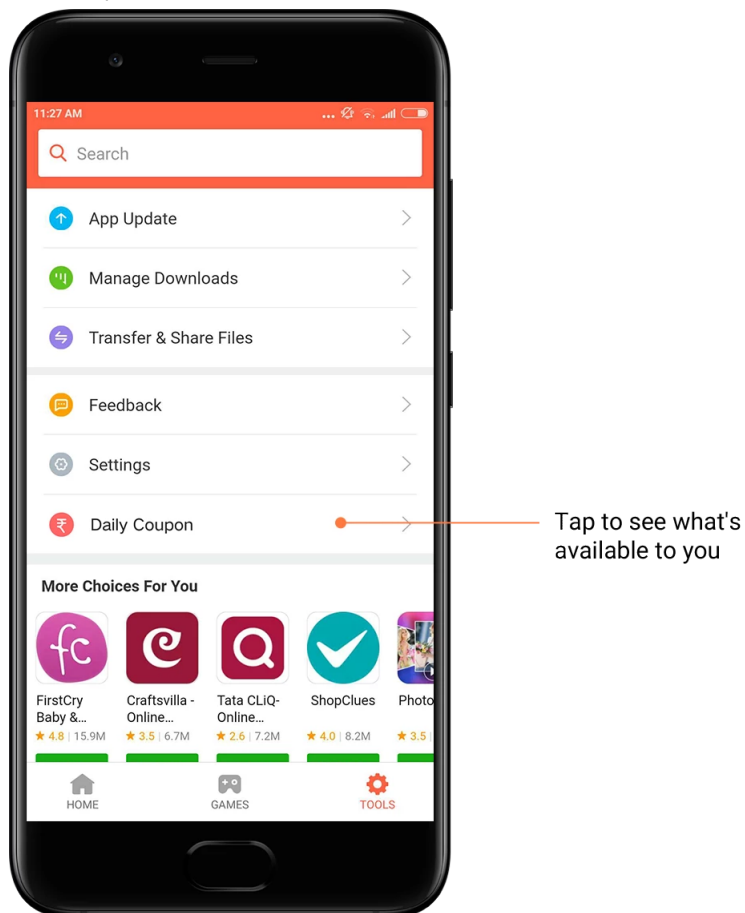 11:27 AM
Search
App Update
Manage Downloads
Transfer & Share Files
Feedback
Settings
₹ Daily Coupon
Tap to see what's
available to you
More Choices For You
fc
FirstCry Craftsvilla - Tata CLiQ- ShopClues Photo
Baby &... Online... Online...
★ 4.8 | 15.9M ★ 3.5 | 6.7M ★ 2.6 | 7.2M ★ 4.0 | 8.2M ★ 3.5 |
HOME GAMES TOOLS